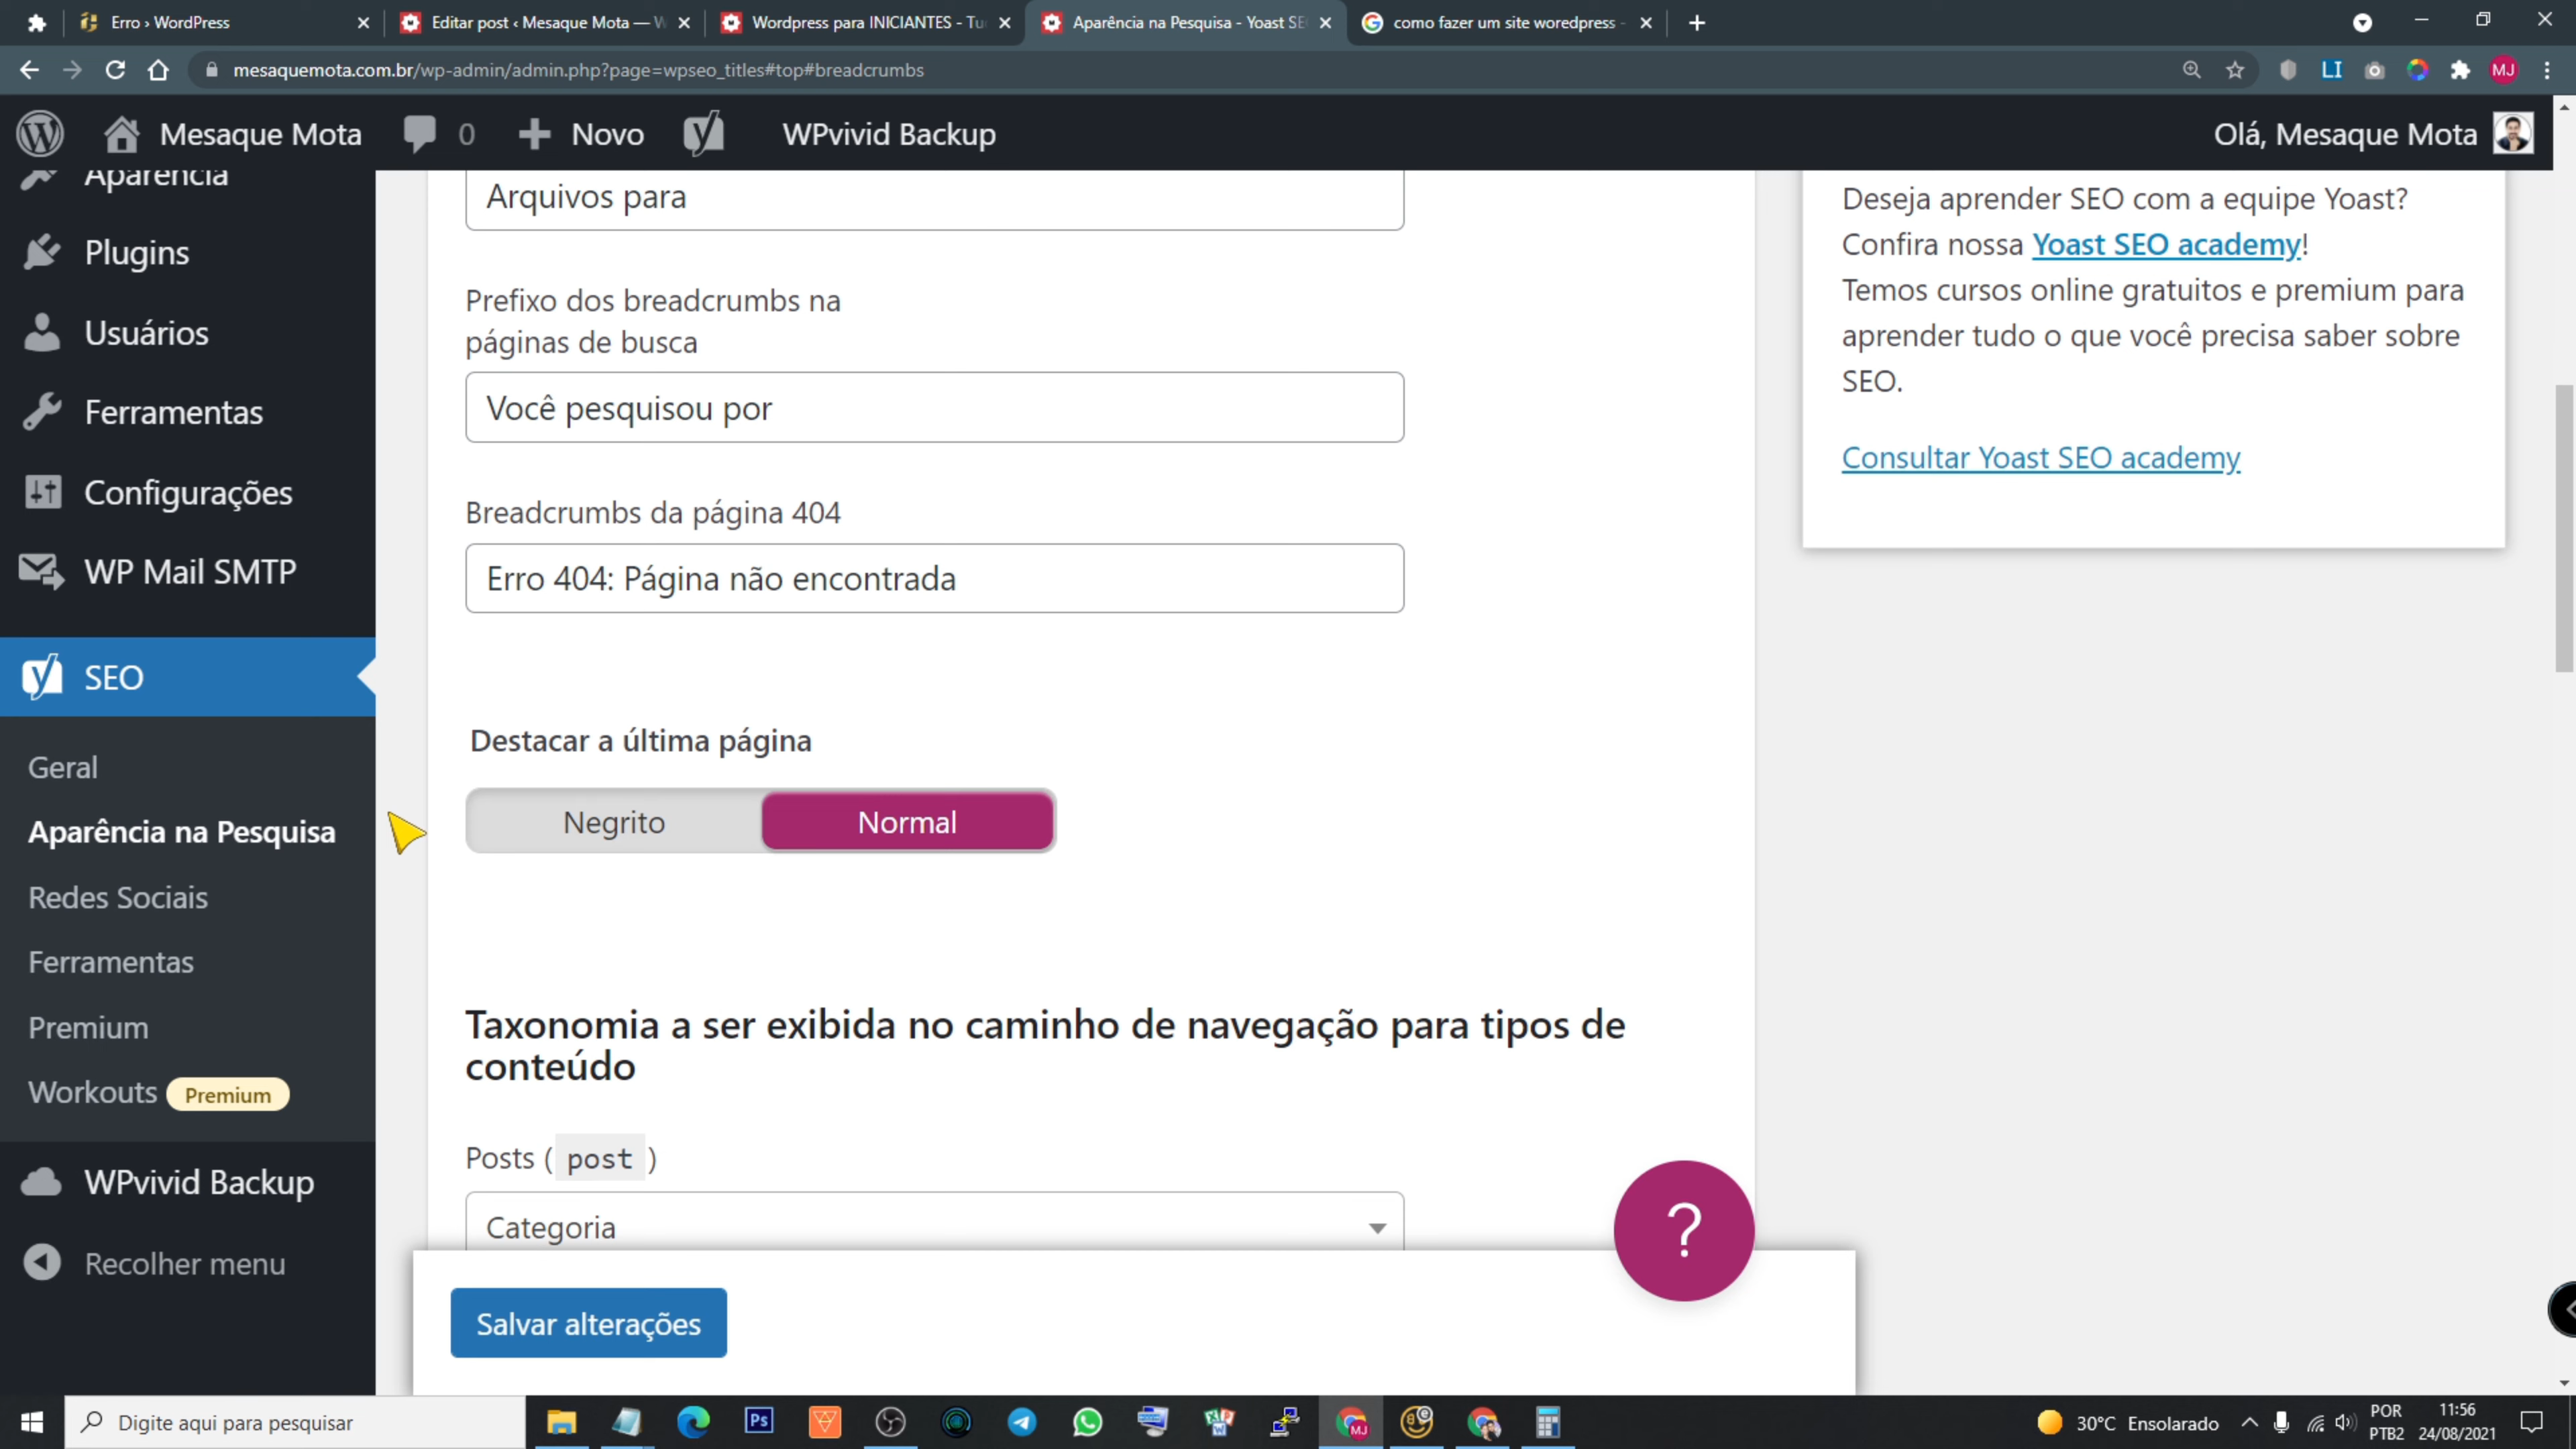 Erro › WordPress
Editar post ‹ Mesaque Mota — W
Wordpress para INICIANTES - Tu
Aparência na Pesquisa - Yoast SE
como fazer um site woredpress -
mesaquemota.com.br/wp-admin/admin.php?page=wpseo_titles#top#breadcrumbs
LI
MJ
Mesaque Mota
0
Novo
WPvivid Backup
Olá, Mesaque Mota
Aparência
Plugins
Usuários
Ferramentas
Configurações
WP Mail SMTP
SEO
Geral
Aparência na Pesquisa
Redes Sociais
Ferramentas
Premium
Workouts Premium
WPvivid Backup
Recolher menu
Arquivos para
Prefixo dos breadcrumbs na
páginas de busca
Você pesquisou por
Breadcrumbs da página 404
Erro 404: Página não encontrada
Destacar a última página
Negrito
Normal
Taxonomia a ser exibida no caminho de navegação para tipos de
conteúdo
Posts ( post )
Categoria
Salvar alterações
?
Deseja aprender SEO com a equipe Yoast?
Confira nossa Yoast SEO academy!
Temos cursos online gratuitos e premium para
aprender tudo o que você precisa saber sobre
SEO.
Consultar Yoast SEO academy
Digite aqui para pesquisar
Ps
MJ
30°C Ensolarado
POR
PTB2
11:56
24/08/2021